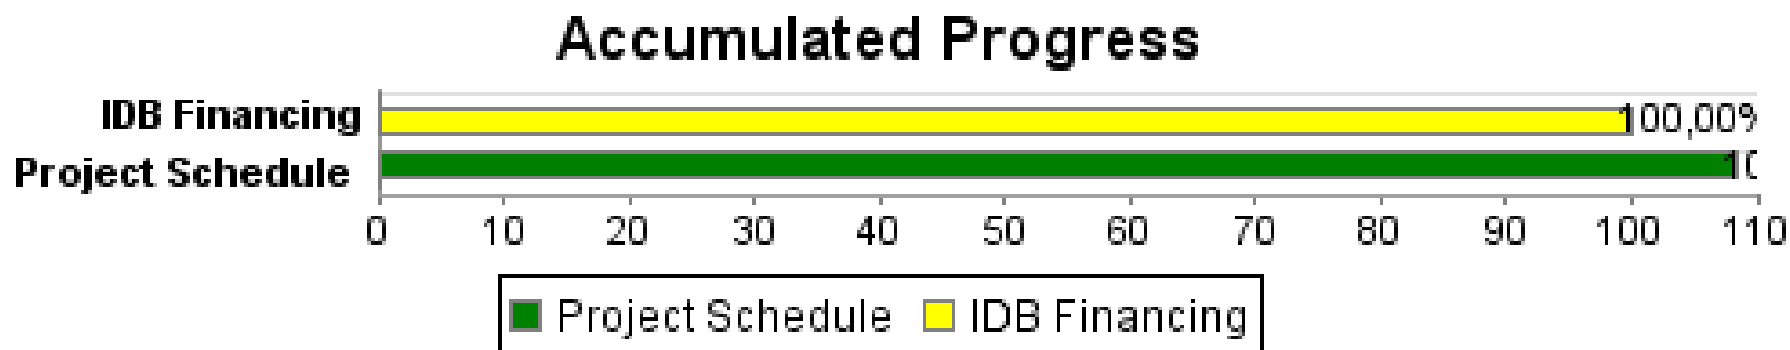 Accumulated Progress
IDB Financing
100,00%
Project Schedule
0 10 20 30 40 50 60 70 80 90 100 110
Project Schedule IDB Financing